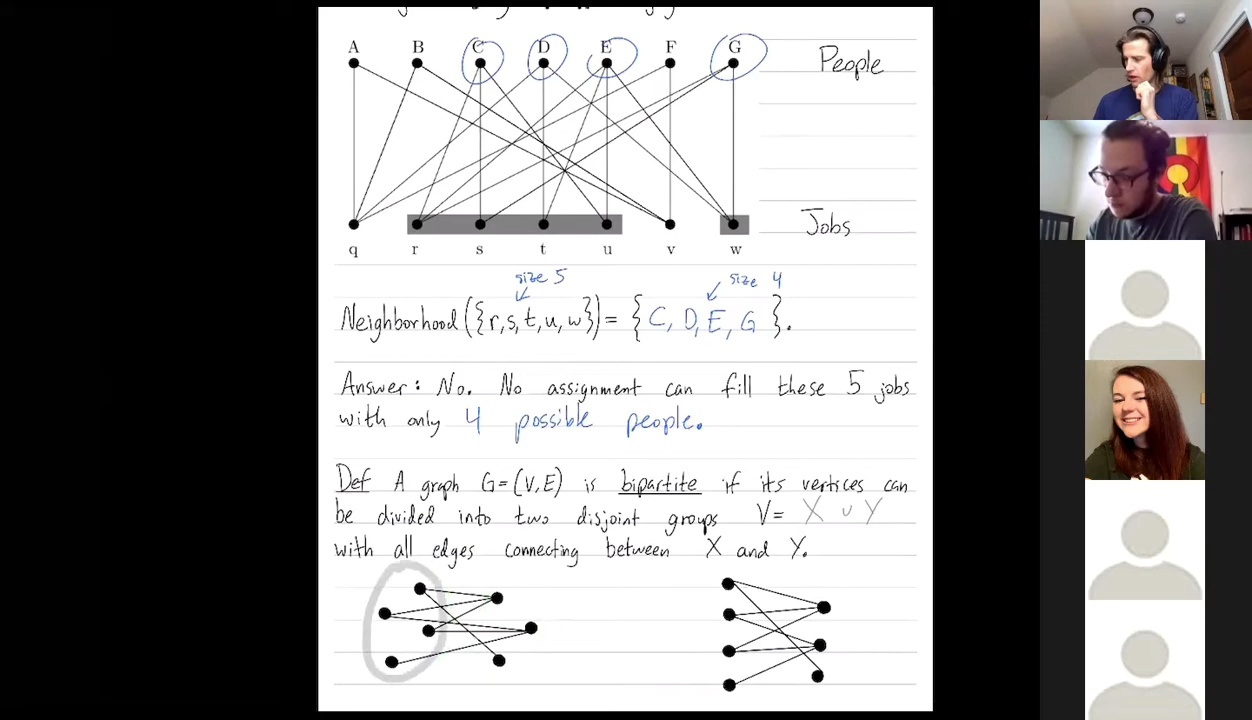 A B C D E F G People
q r s t u v w Jobs
size 5 size 4
Neighborhood({r,s,t,u,w}) = { C, D, E, G }.
Answer: No. No assignment can fill these 5 jobs
with only 4 possible people.
Def A graph G=(V,E) is bipartite if its vertices can
be divided into two disjoint groups V= X ∪ Y
with all edges connecting between X and Y.